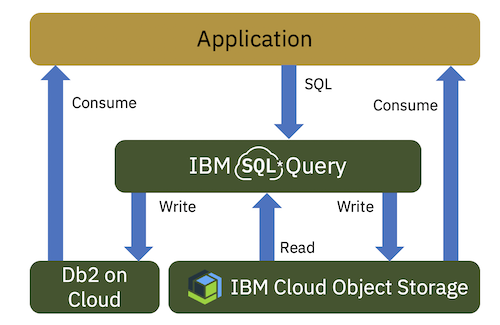 Application
SQL
Consume
Consume
IBM SQL Query
Write
Write
Read
Db2 on
Cloud
IBM Cloud Object Storage